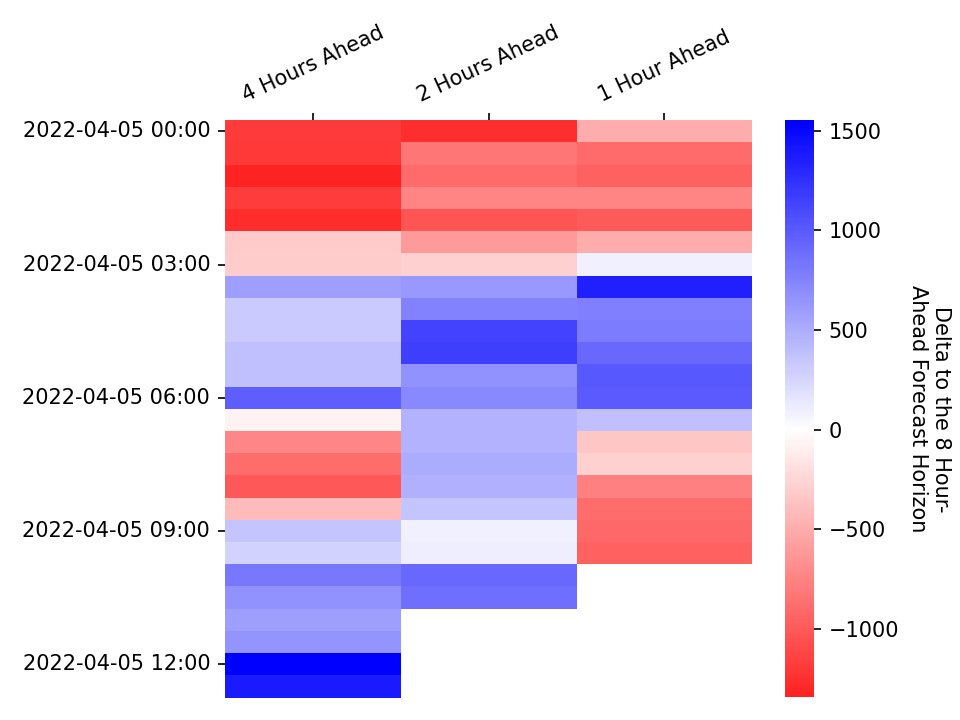 4 Hours Ahead
2 Hours Ahead
1 Hour Ahead
2022-04-05 00:00
2022-04-05 03:00
2022-04-05 06:00
2022-04-05 09:00
2022-04-05 12:00
1500
1000
500
0
−500
−1000
Delta to the 8 Hour-
Ahead Forecast Horizon